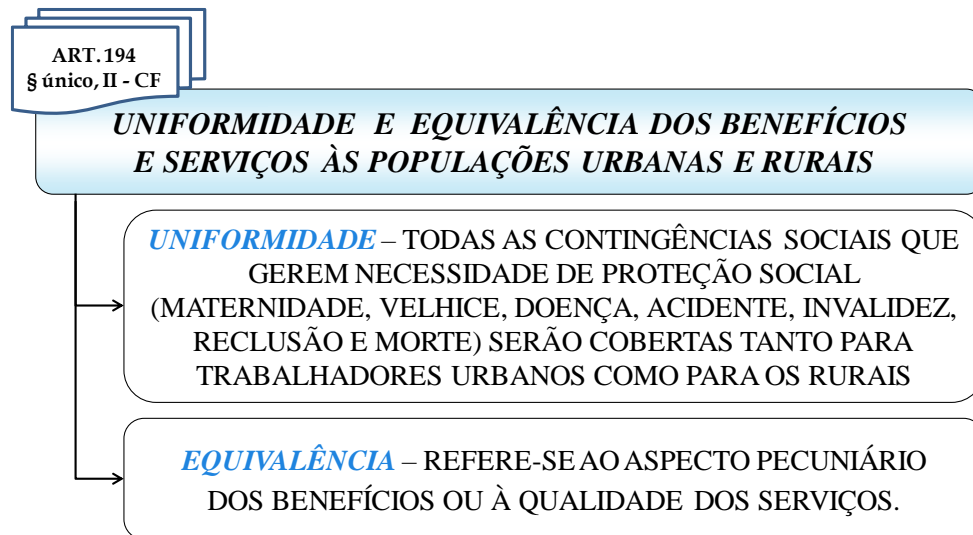 ART. 194
§ único, II - CF
UNIFORMIDADE E EQUIVALÊNCIA DOS BENEFÍCIOS
E SERVIÇOS ÀS POPULAÇÕES URBANAS E RURAIS
UNIFORMIDADE – TODAS AS CONTINGÊNCIAS SOCIAIS QUE
GEREM NECESSIDADE DE PROTEÇÃO SOCIAL
(MATERNIDADE, VELHICE, DOENÇA, ACIDENTE, INVALIDEZ,
RECLUSÃO E MORTE) SERÃO COBERTAS TANTO PARA
TRABALHADORES URBANOS COMO PARA OS RURAIS
EQUIVALÊNCIA – REFERE-SE AO ASPECTO PECUNIÁRIO
DOS BENEFÍCIOS OU À QUALIDADE DOS SERVIÇOS.